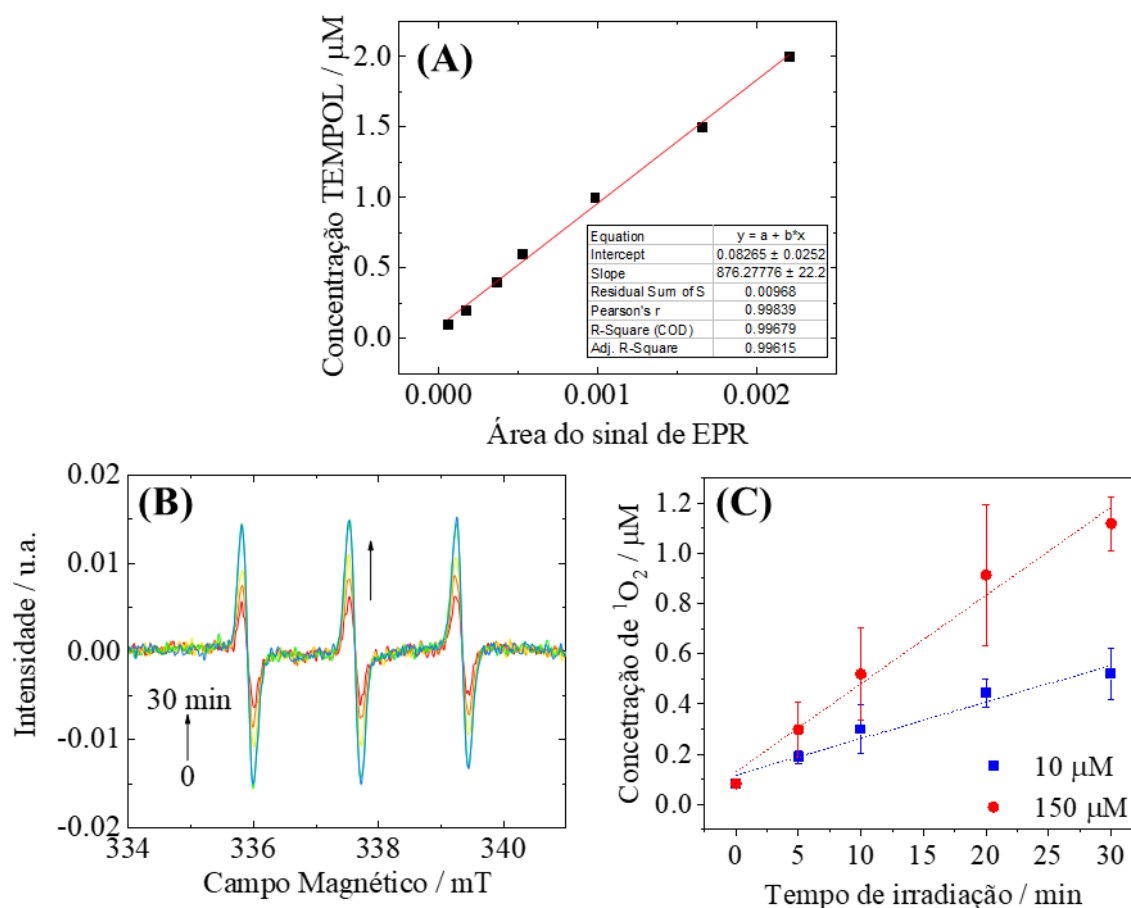 (A)
Concentração TEMPOL / µM
2.0
1.5
1.0
0.5
0.0
Equation y = a + b*x
Intercept 0.08265 ± 0.0252
Slope 876.27776 ± 22.2
Residual Sum of S 0.00968
Pearson's r 0.99839
R-Square (COD) 0.99679
Adj. R-Square 0.99615
0.000 0.001 0.002
Área do sinal de EPR
(B)
Intensidade / u.a.
0.02
0.01
0.00
-0.01
-0.02
30 min
0
334 336 338 340
Campo Magnético / mT
(C)
Concetração de ¹O₂ / µM
1.2
1.0
0.8
0.6
0.4
0.2
0.0
10 µM
150 µM
0 5 10 15 20 25 30
Tempo de irradiação / min